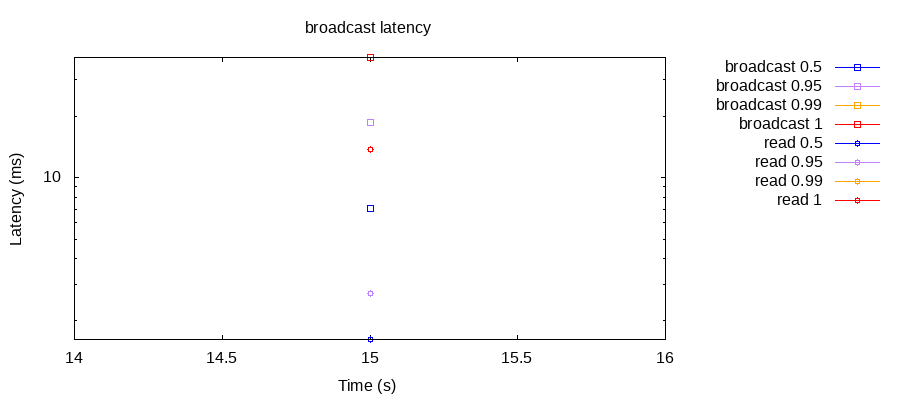 broadcast latency
Latency (ms)
10
14
14.5
15
15.5
16
Time (s)
broadcast 0.5
broadcast 0.95
broadcast 0.99
broadcast 1
read 0.5
read 0.95
read 0.99
read 1